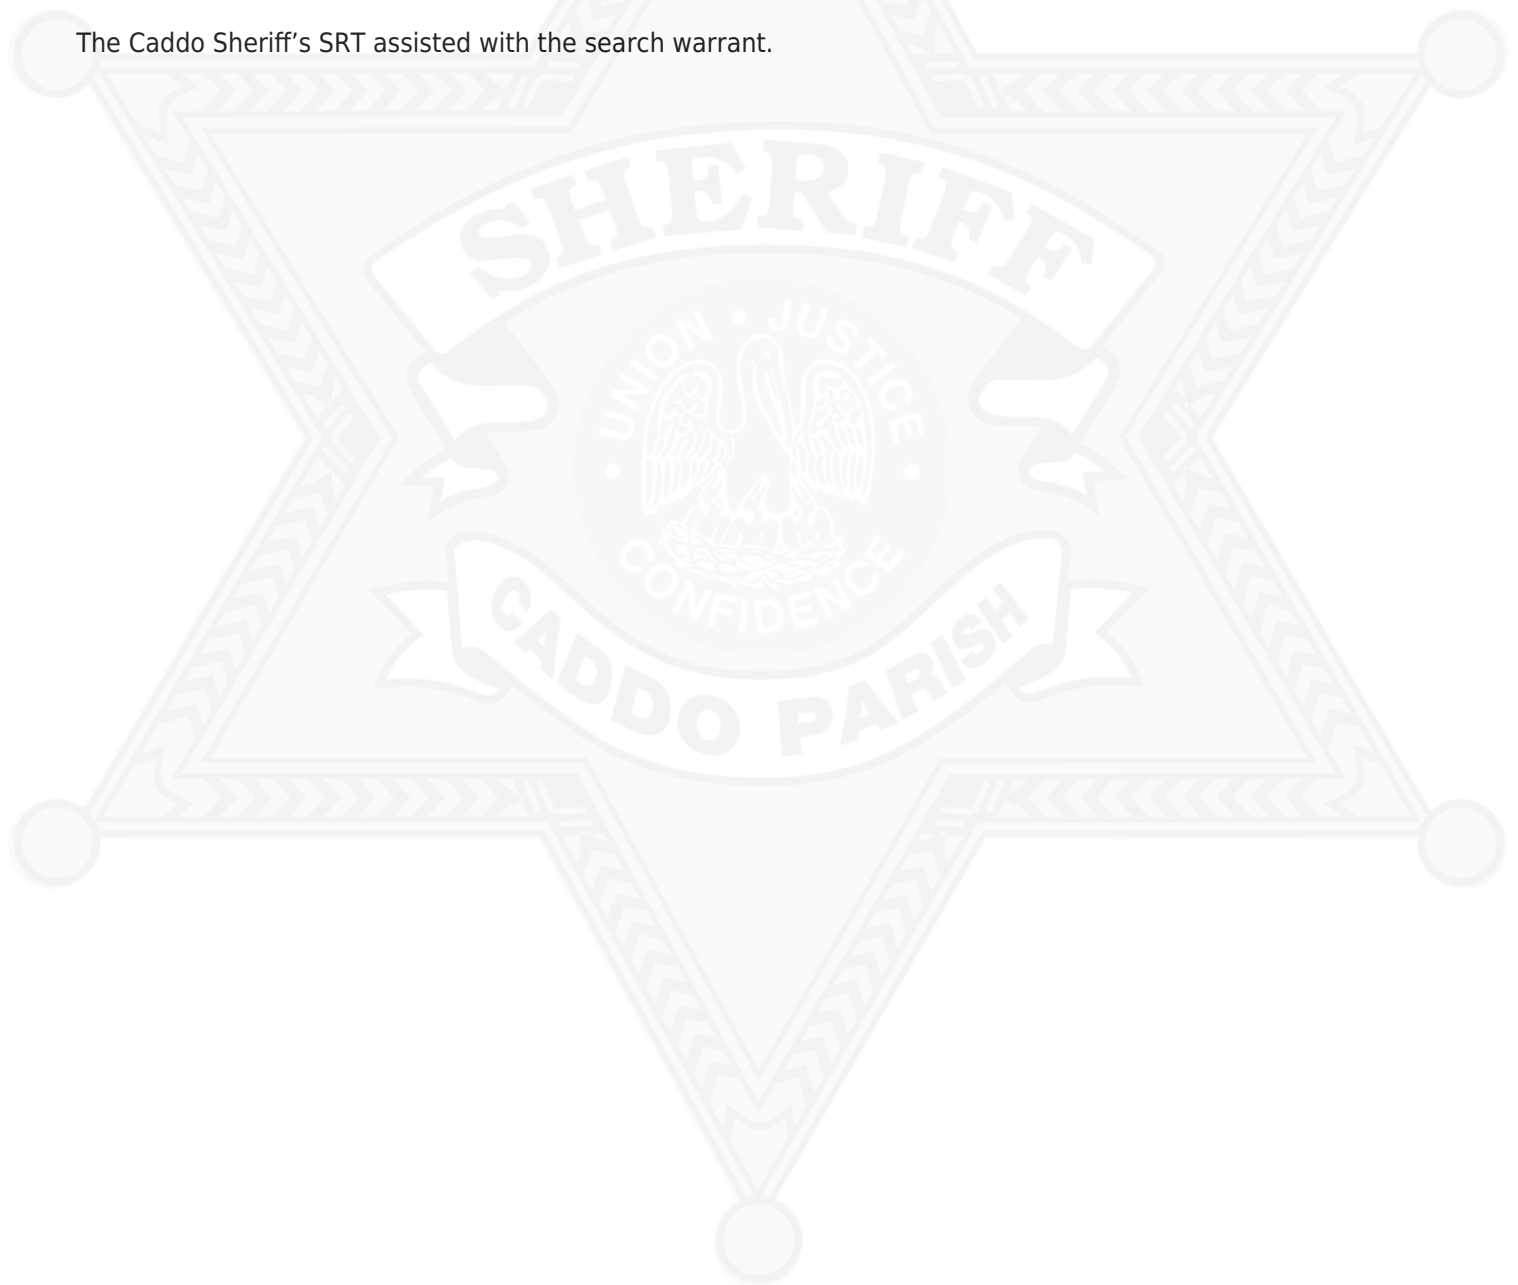 The Caddo Sheriff’s SRT assisted with the search warrant.
SHERIFF
UNION • JUSTICE
• CONFIDENCE •
CADDO PARISH